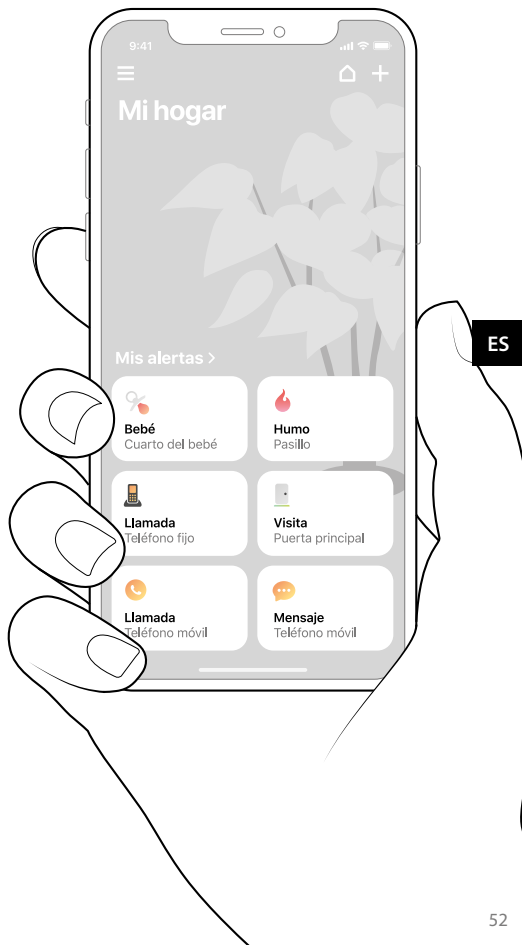 9:41
Mi hogar
ES
Mis alertas >
Bebé
Cuarto del bebé
Humo
Pasillo
Llamada
Teléfono fijo
Visita
Puerta principal
Llamada
Teléfono móvil
Mensaje
Teléfono móvil
52